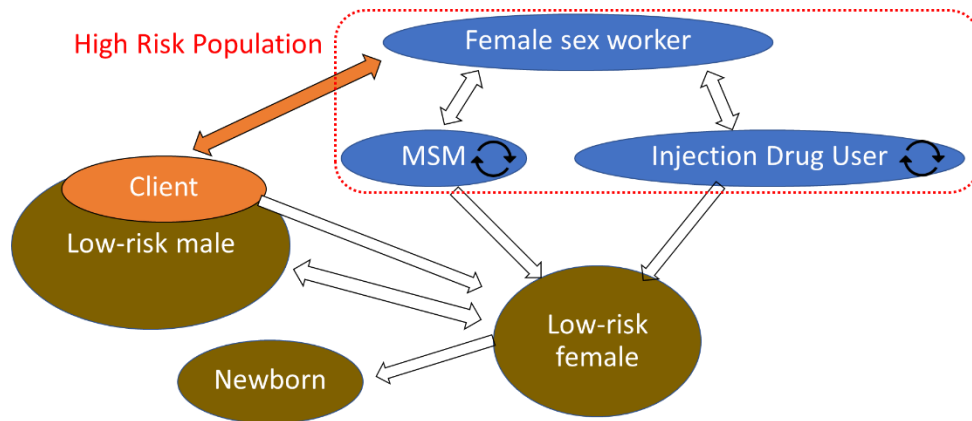 High Risk Population
Female sex worker
MSM
Injection Drug User
Client
Low-risk male
Low-risk
female
Newborn